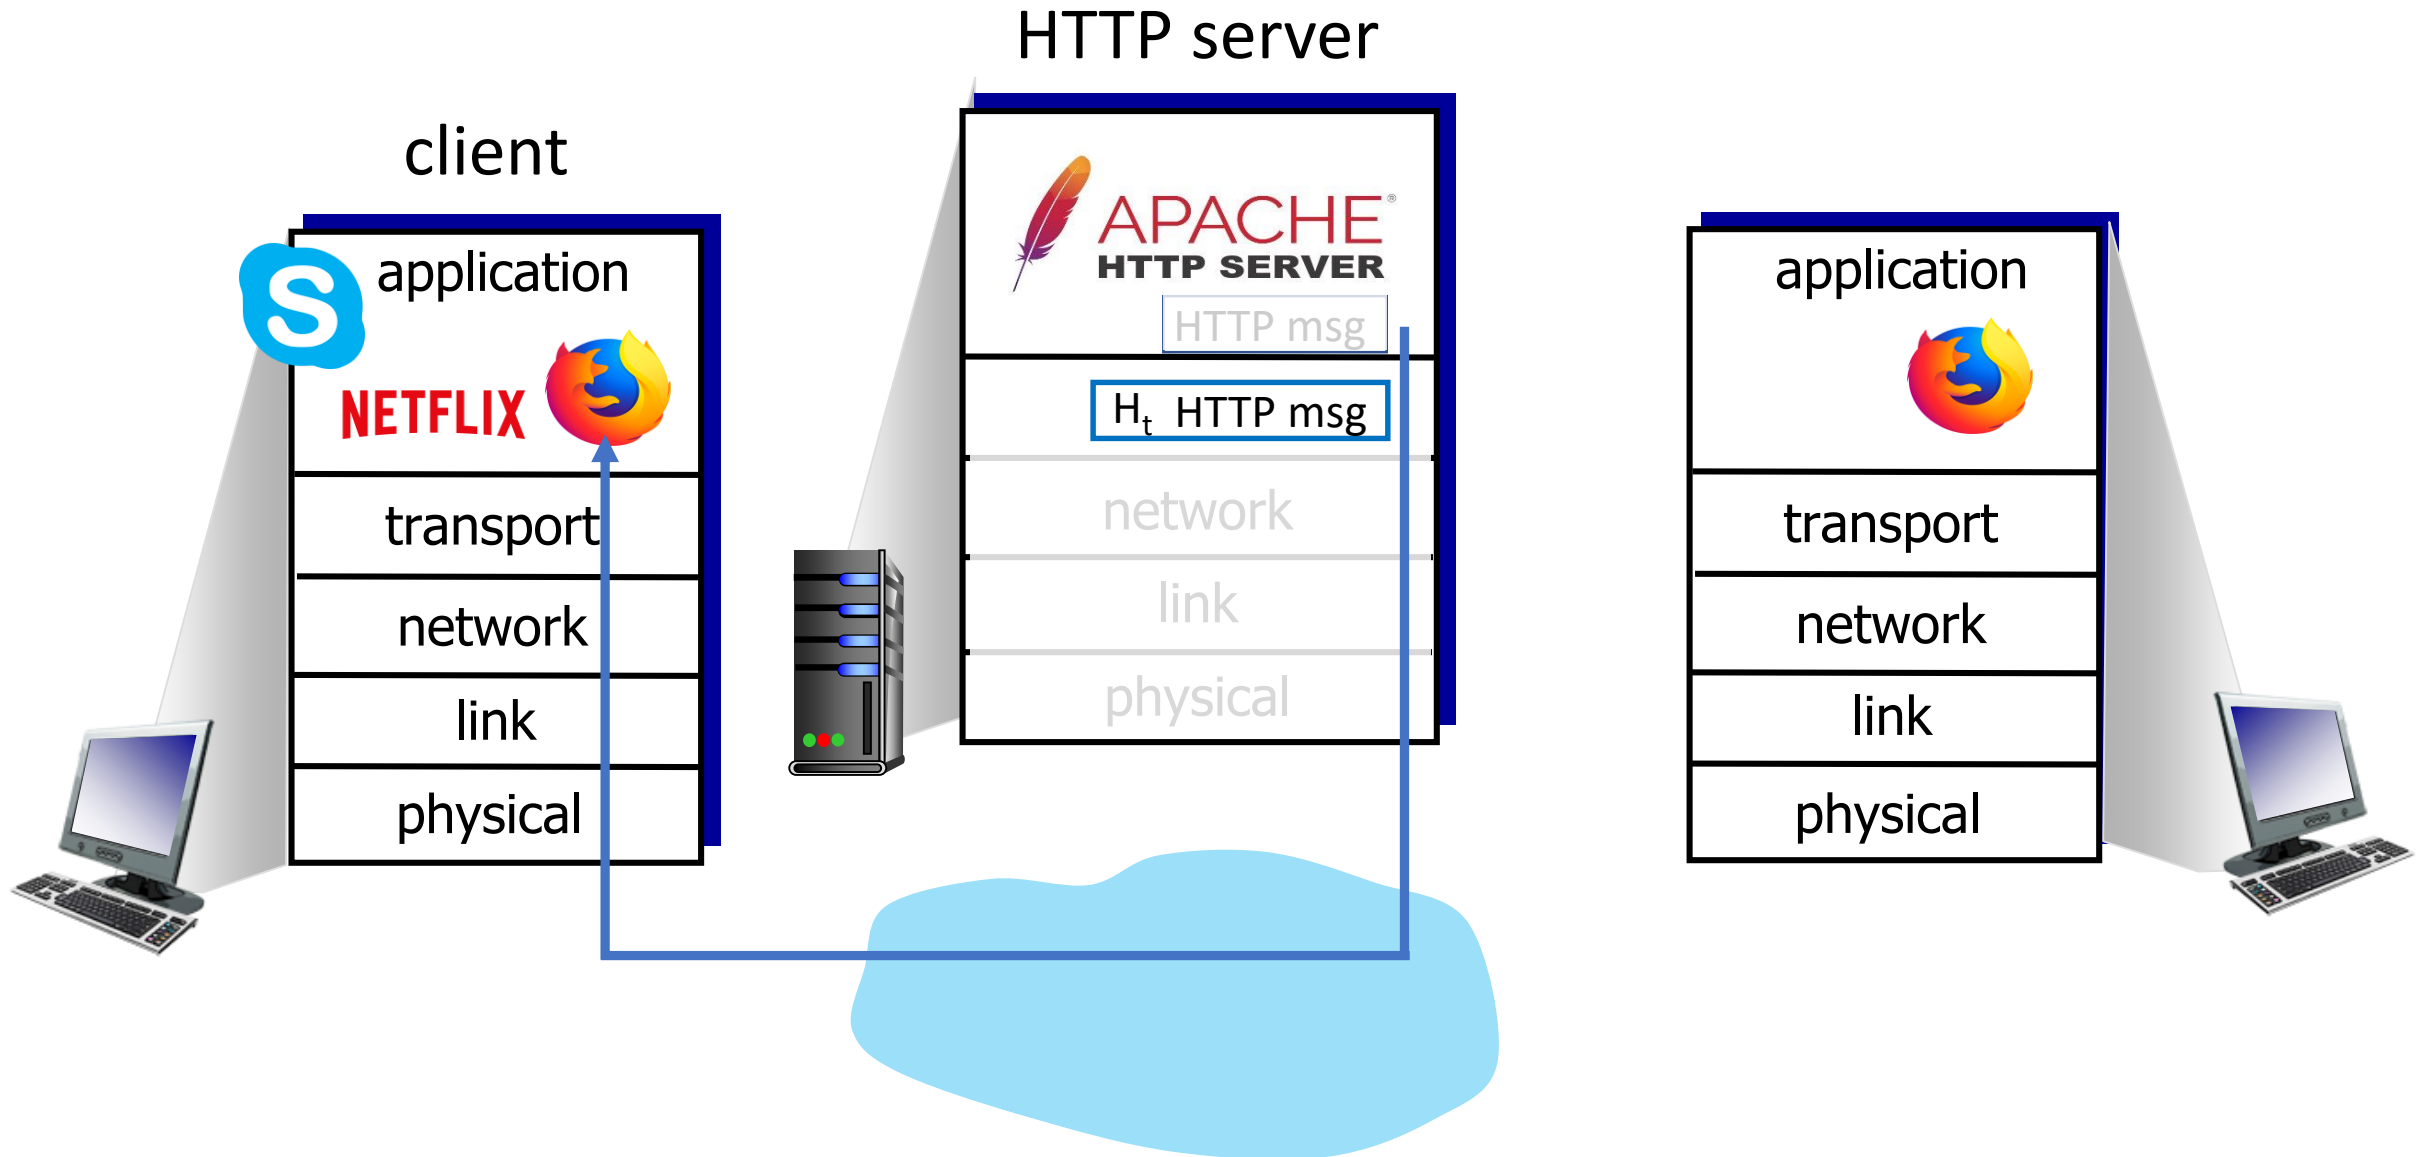 HTTP server
client
application
NETFLIX
transport
network
link
physical
APACHE®
HTTP SERVER
HTTP msg
Ht HTTP msg
network
link
physical
application
transport
network
link
physical